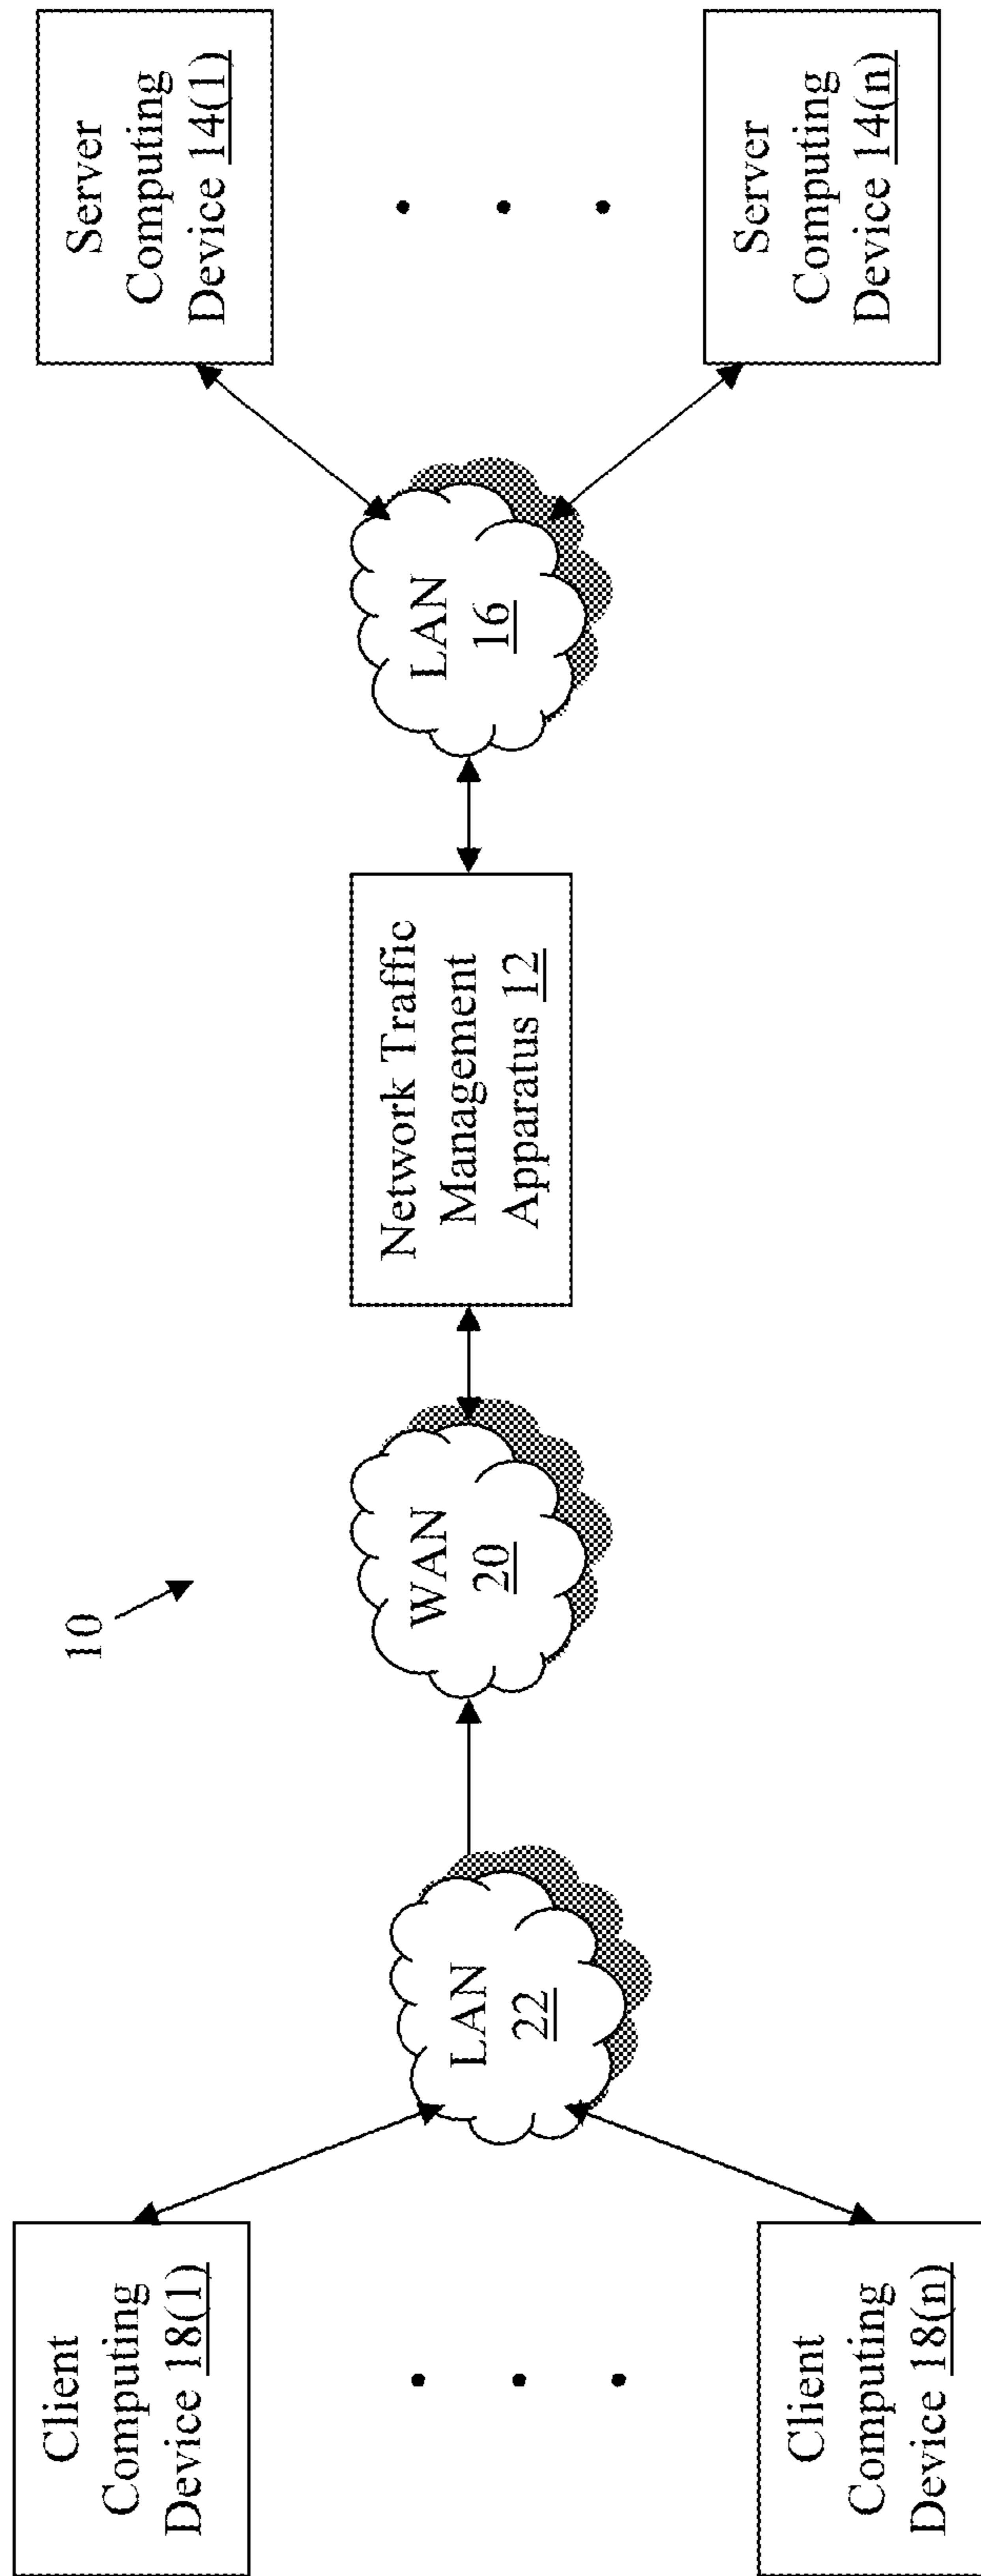 10
Client
Computing
Device 18(1)
Client
Computing
Device 18(n)
LAN
22
WAN
20
Network Traffic
Management
Apparatus 12
LAN
16
Server
Computing
Device 14(1)
Server
Computing
Device 14(n)